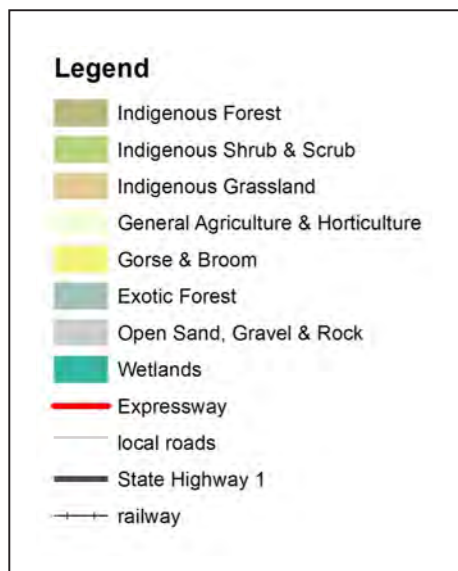 Legend
Indigenous Forest
Indigenous Shrub & Scrub
Indigenous Grassland
General Agriculture & Horticulture
Gorse & Broom
Exotic Forest
Open Sand, Gravel & Rock
Wetlands
Expressway
local roads
State Highway 1
railway